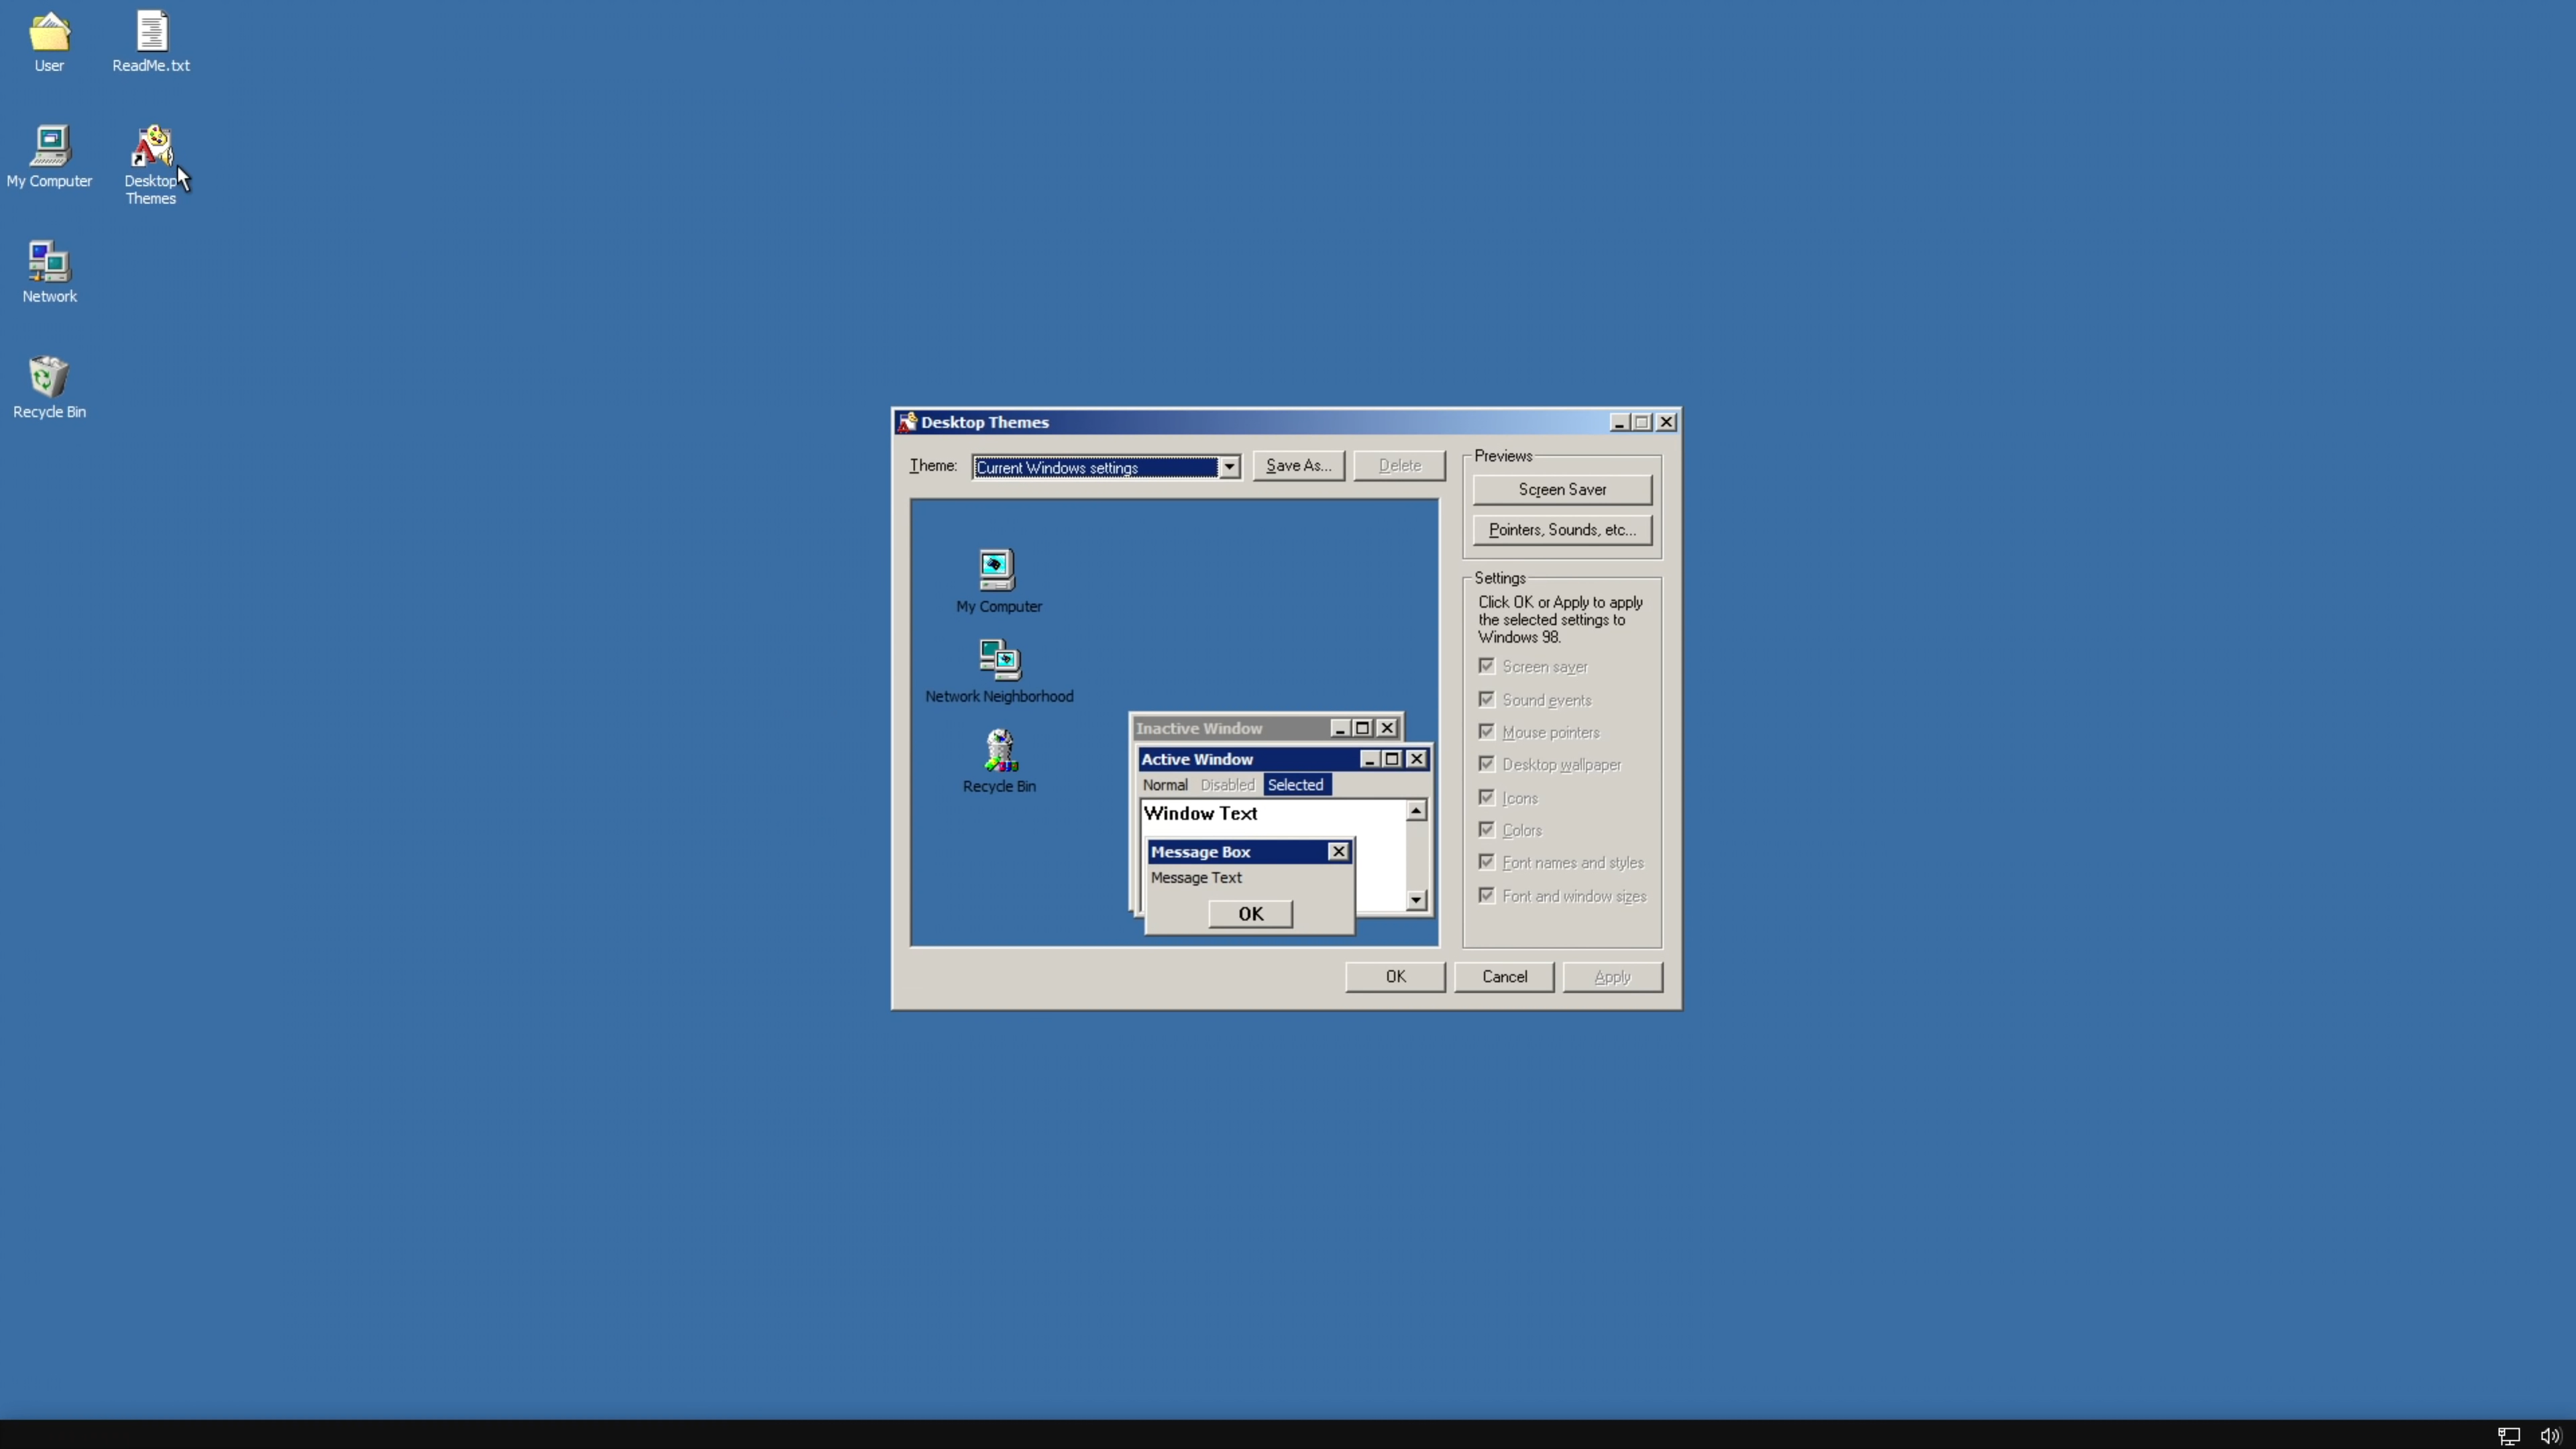 User
ReadMe.txt
My Computer
Desktop
Themes
Network
Recycle Bin
Desktop Themes
Theme:
Current Windows settings
Save As...
Delete
Previews
Screen Saver
Pointers, Sounds, etc...
My Computer
Network Neighborhood
Recycle Bin
Inactive Window
Active Window
Normal Disabled Selected
Window Text
Message Box
Message Text
OK
Settings
Click OK or Apply to apply
the selected settings to
Windows 98.
Screen saver
Sound events
Mouse pointers
Desktop wallpaper
Icons
Colors
Font names and styles
Font and window sizes
OK
Cancel
Apply